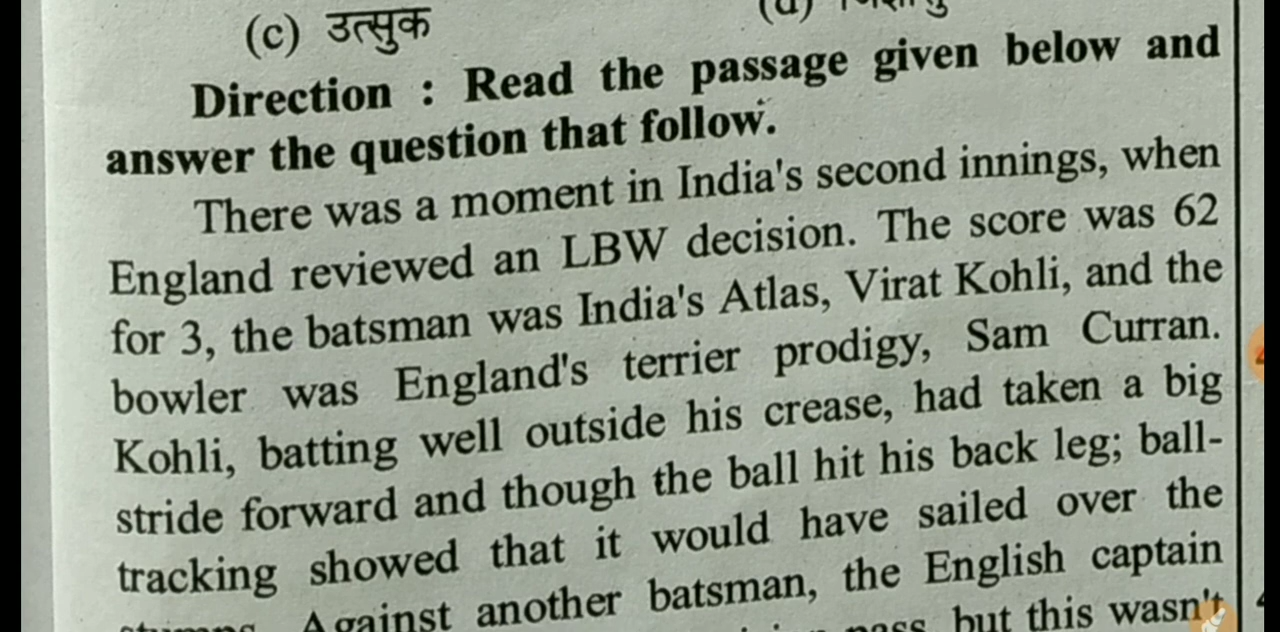 (c) उत्सुक
(d)
Direction : Read the passage given below and
answer the question that follow.
There was a moment in India's second innings, when
England reviewed an LBW decision. The score was 62
for 3, the batsman was India's Atlas, Virat Kohli, and the
bowler was England's terrier prodigy, Sam Curran.
Kohli, batting well outside his crease, had taken a big
stride forward and though the ball hit his back leg; ball-
tracking showed that it would have sailed over the
stumps. Against another batsman, the English captain
pass, but this wasn't